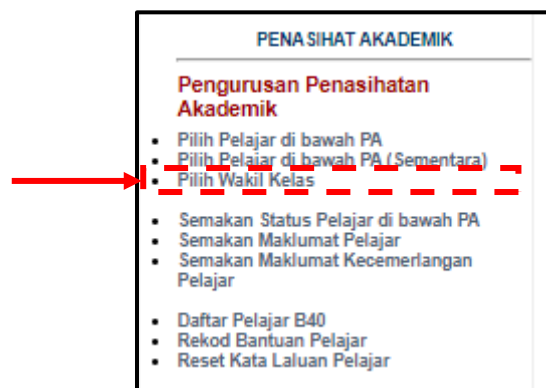 PENASIHAT AKADEMIK
Pengurusan Penasihatan
Akademik
Pilih Pelajar di bawah PA
Pilih Pelajar di bawah PA (Sementara)
Pilih Wakil Kelas
Semakan Status Pelajar di bawah PA
Semakan Maklumat Pelajar
Semakan Maklumat Kecemerlangan
Pelajar
Daftar Pelajar B40
Rekod Bantuan Pelajar
Reset Kata Laluan Pelajar